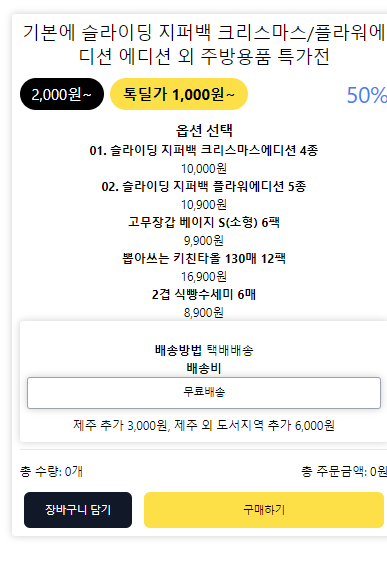 기본에 슬라이딩 지퍼백 크리스마스/플라워에
디션 에디션 외 주방용품 특가전
2,000원~ 톡딜가 1,000원~ 50%
옵션 선택
01. 슬라이딩 지퍼백 크리스마스에디션 4종
10,000원
02. 슬라이딩 지퍼백 플라워에디션 5종
10,900원
고무장갑 베이지 S(소형) 6팩
9,900원
뽑아쓰는 키친타올 130매 12팩
16,900원
2겹 식빵수세미 6매
8,900원
배송방법 택배배송
배송비
무료배송
제주 추가 3,000원, 제주 외 도서지역 추가 6,000원
총 수량: 0개 총 주문금액: 0원
장바구니 담기 구매하기